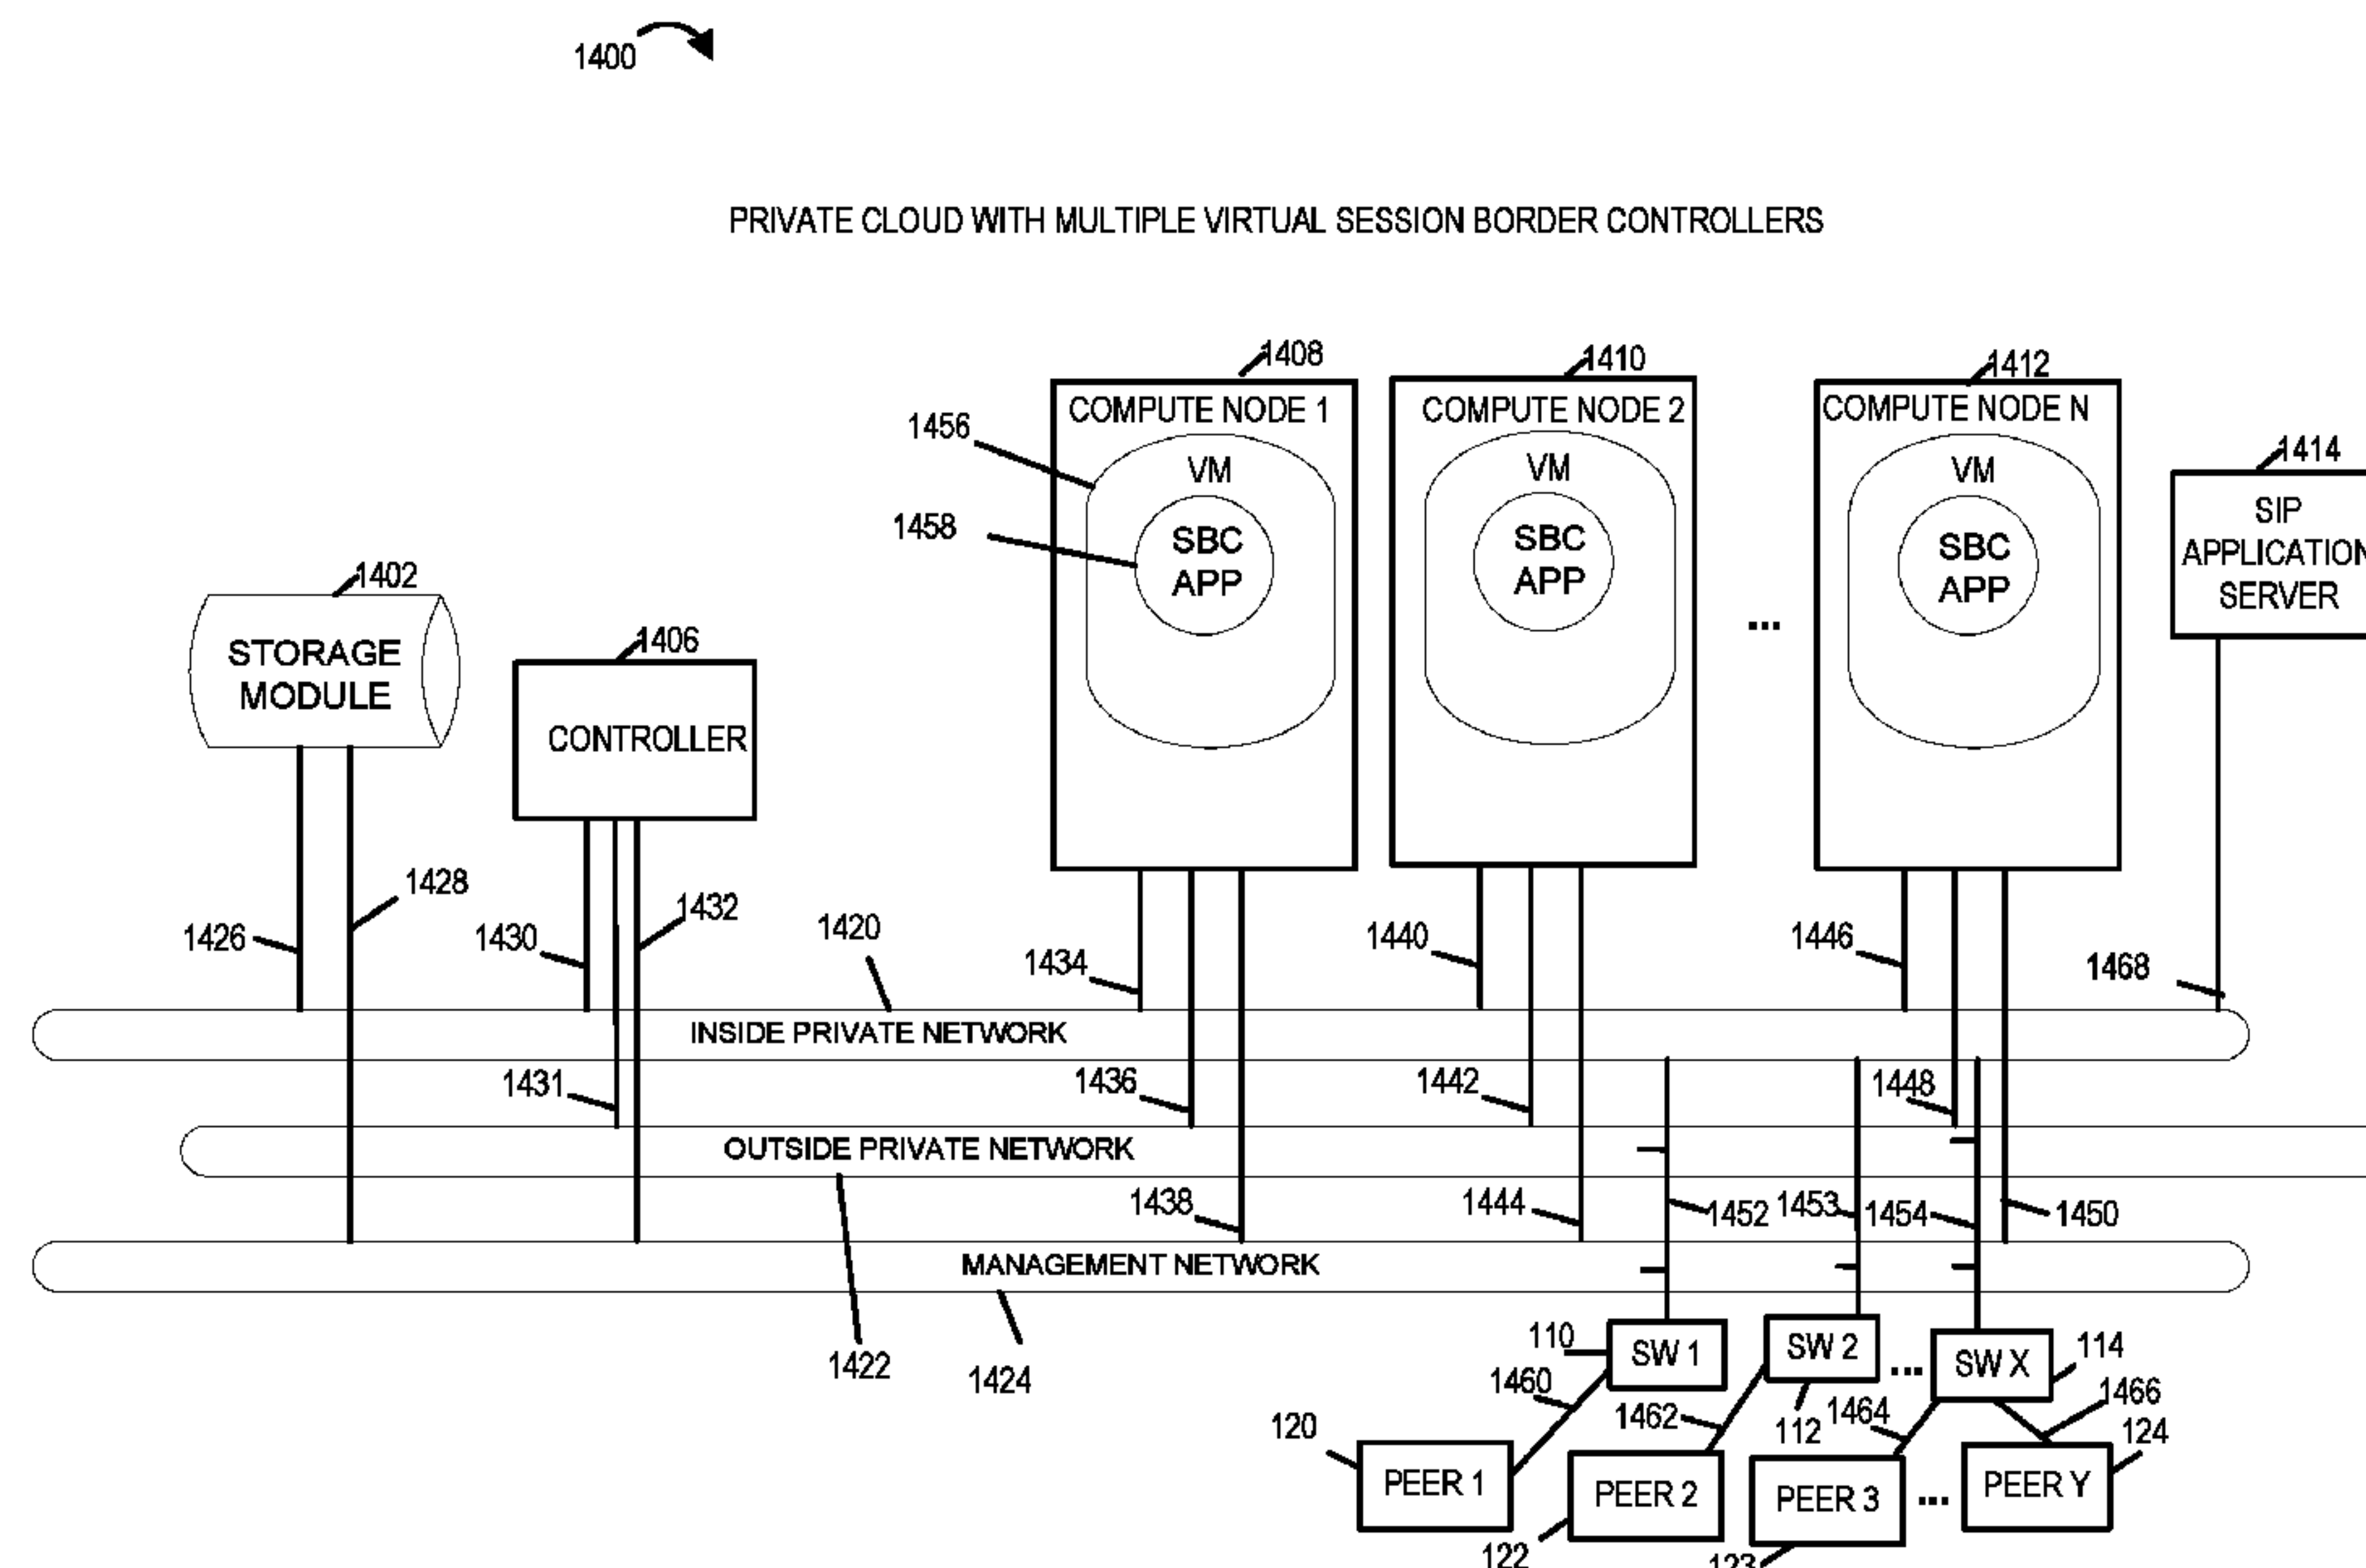 1400
PRIVATE CLOUD WITH MULTIPLE VIRTUAL SESSION BORDER CONTROLLERS
1408
1410
1412
COMPUTE NODE 1
COMPUTE NODE 2
COMPUTE NODE N
1456
1414
VM
VM
VM
SIP
APPLICATION
SERVER
1458
SBC
APP
SBC
APP
SBC
APP
1402
STORAGE
MODULE
1406
CONTROLLER
1428
1432
1426
1430
1420
1434
1440
1446
1468
INSIDE PRIVATE NETWORK
1431
1436
1442
1448
OUTSIDE PRIVATE NETWORK
1438
1444
1452
1453
1454
1450
MANAGEMENT NETWORK
1422
1424
110
SW 1
SW 2
...
SW X
114
1460
1462
112
1464
1466
120
124
PEER 1
PEER 2
PEER 3
...
PEER Y
122
123